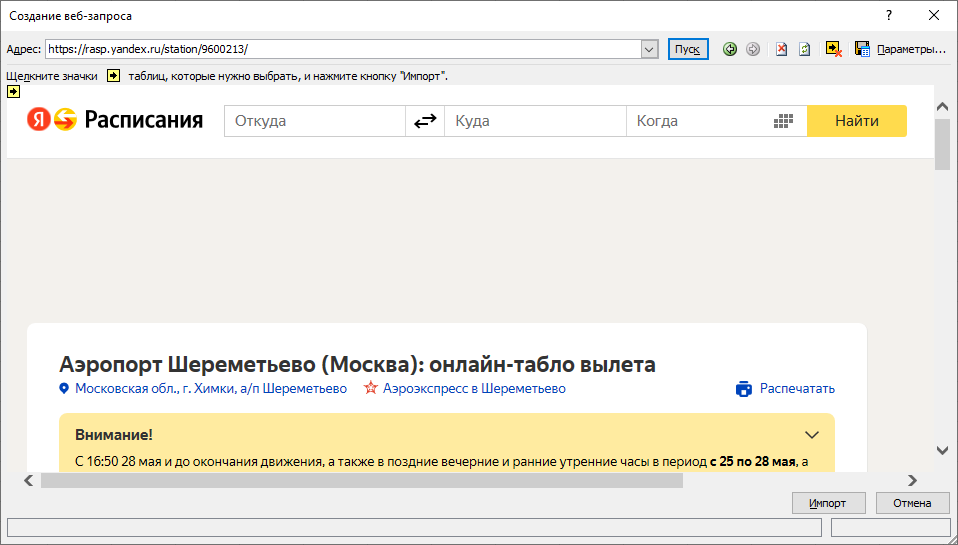 Создание веб-запроса ?
Адрес: https://rasp.yandex.ru/station/9600213/ Пуск Параметры...
Щелкните значки таблиц, которые нужно выбрать, и нажмите кнопку "Импорт".
Я Расписания Откуда Куда Когда Найти
Аэропорт Шереметьево (Москва): онлайн-табло вылета
Московская обл., г. Химки, а/п Шереметьево Аэроэкспресс в Шереметьево Распечатать
Внимание!
С 16:50 28 мая и до окончания движения, а также в поздние вечерние и ранние утренние часы в период с 25 по 28 мая, а
Импорт Отмена